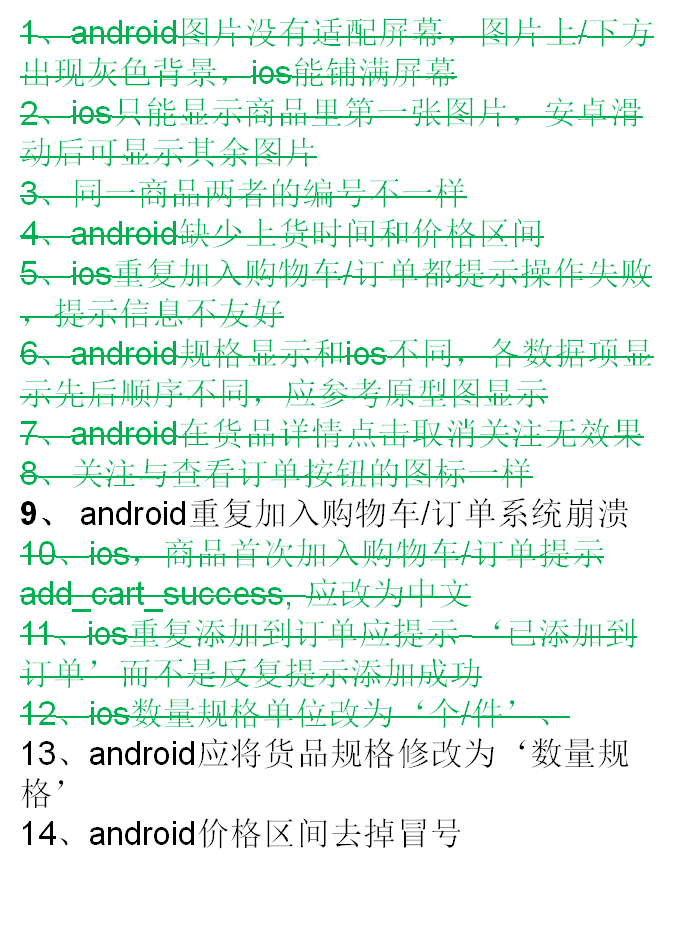 1、android图片没有适配屏幕，图片上/下方
出现灰色背景，ios能铺满屏幕
2、ios只能显示商品里第一张图片，安卓滑
动后可显示其余图片
3、同一商品两者的编号不一样
4、android缺少上货时间和价格区间
5、ios重复加入购物车/订单都提示操作失败
，提示信息不友好
6、android规格显示和ios不同，各数据项显
示先后顺序不同，应参考原型图显示
7、android在货品详情点击取消关注无效果
8、关注与查看订单按钮的图标一样
9、 android重复加入购物车/订单系统崩溃
10、ios，商品首次加入购物车/订单提示
add_cart_success, 应改为中文
11、ios重复添加到订单应提示 ‘已添加到
订单’而不是反复提示添加成功
12、ios数量规格单位改为‘个/件’、
13、android应将货品规格修改为‘数量规
格’
14、android价格区间去掉冒号